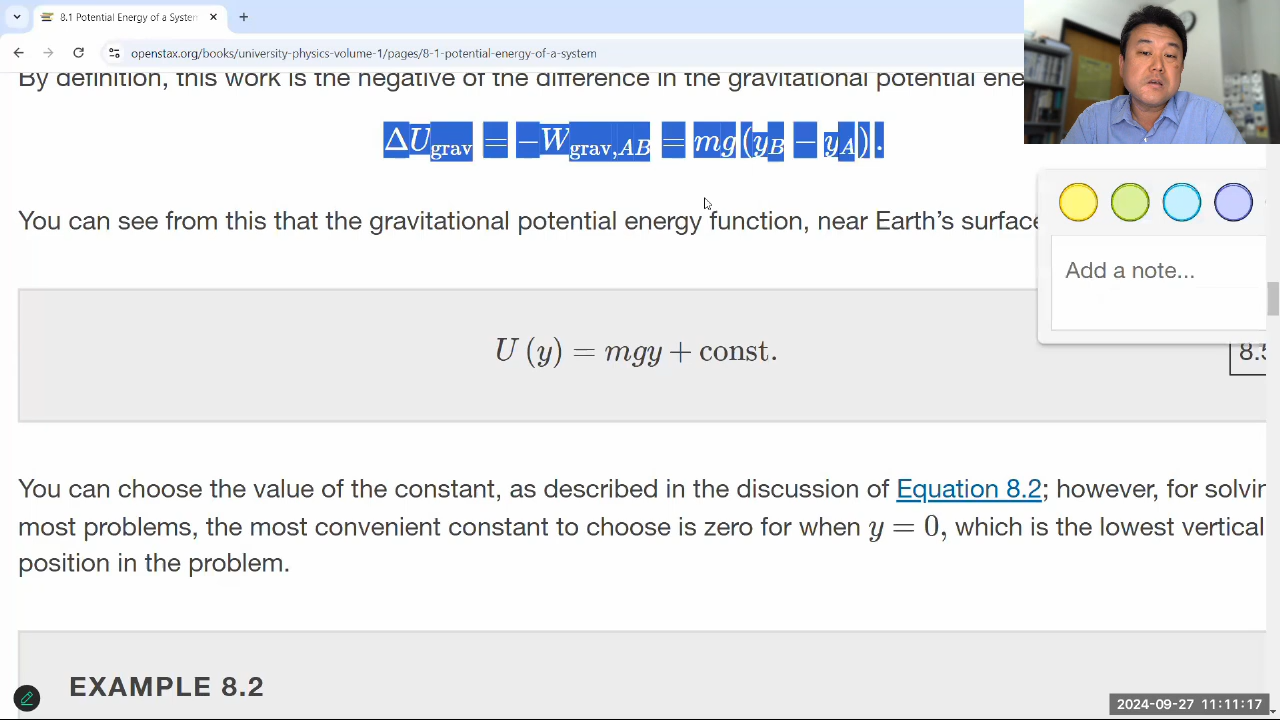 8.1 Potential Energy of a System
openstax.org/books/university-physics-volume-1/pages/8-1-potential-energy-of-a-system
By definition, this work is the negative of the difference in the gravitational potential ene
ΔU_grav = −W_grav,AB = mg(y_B − y_A).
You can see from this that the gravitational potential energy function, near Earth's surface
Add a note...
U (y) = mgy + const.
8.5
You can choose the value of the constant, as described in the discussion of Equation 8.2; however, for solvin
most problems, the most convenient constant to choose is zero for when y = 0, which is the lowest vertical
position in the problem.
EXAMPLE 8.2
2024-09-27 11:11:17